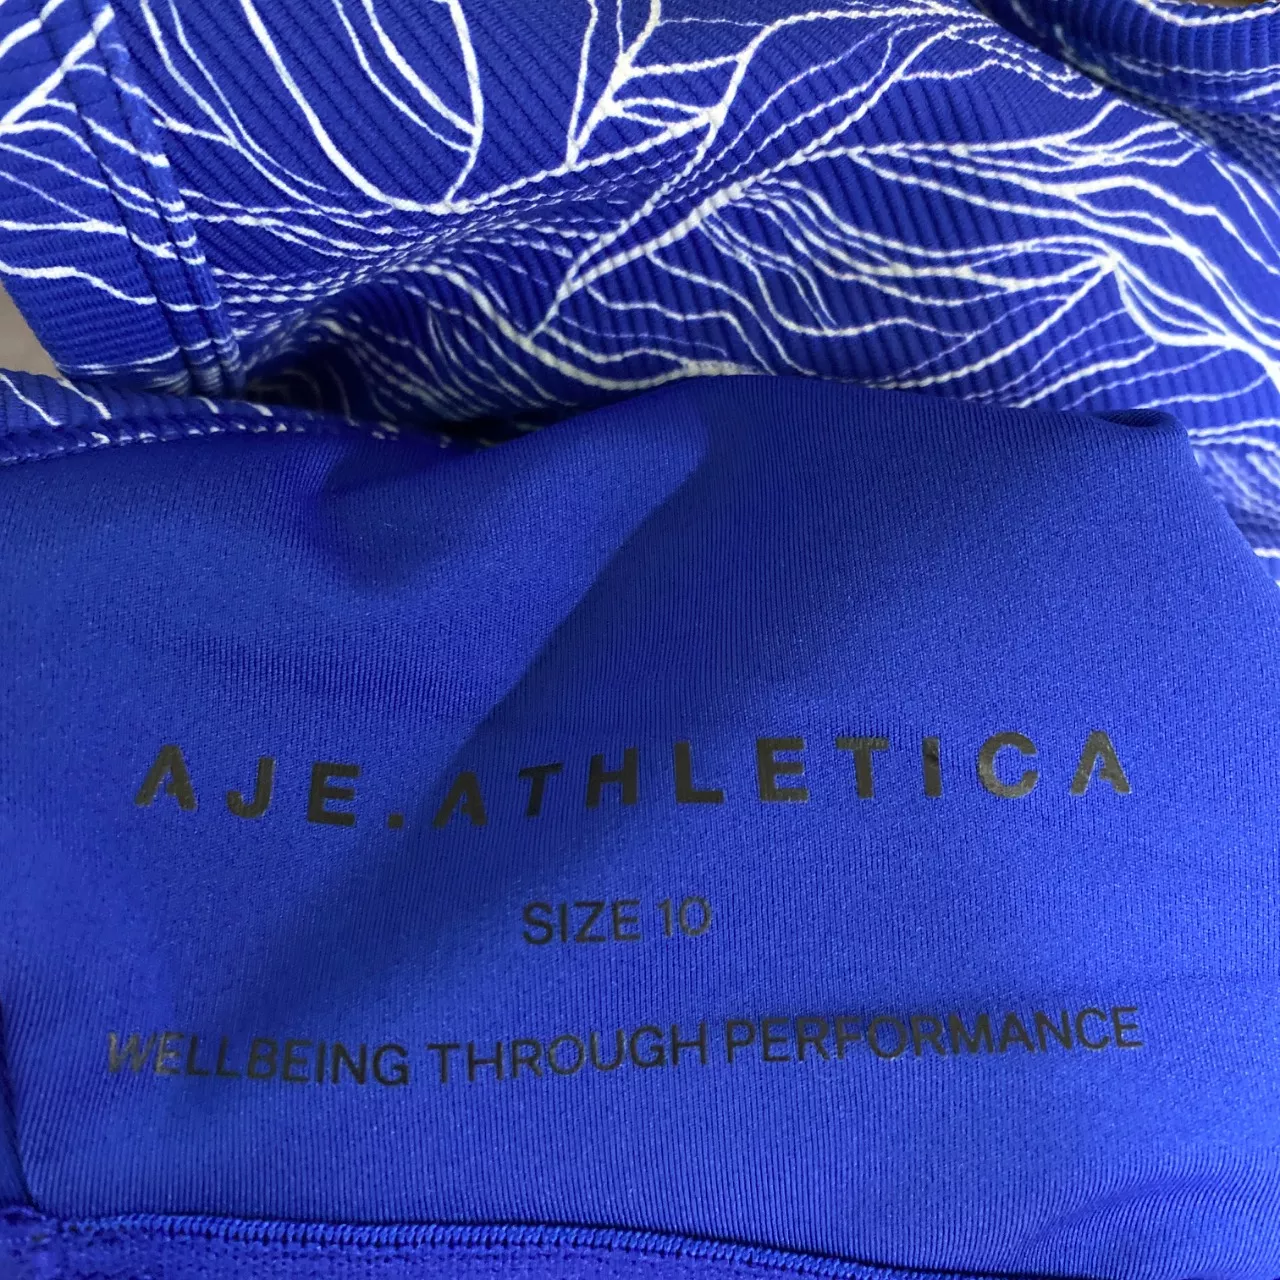 AJE.ATHLETICA
SIZE 10
WELLBEING THROUGH PERFORMANCE